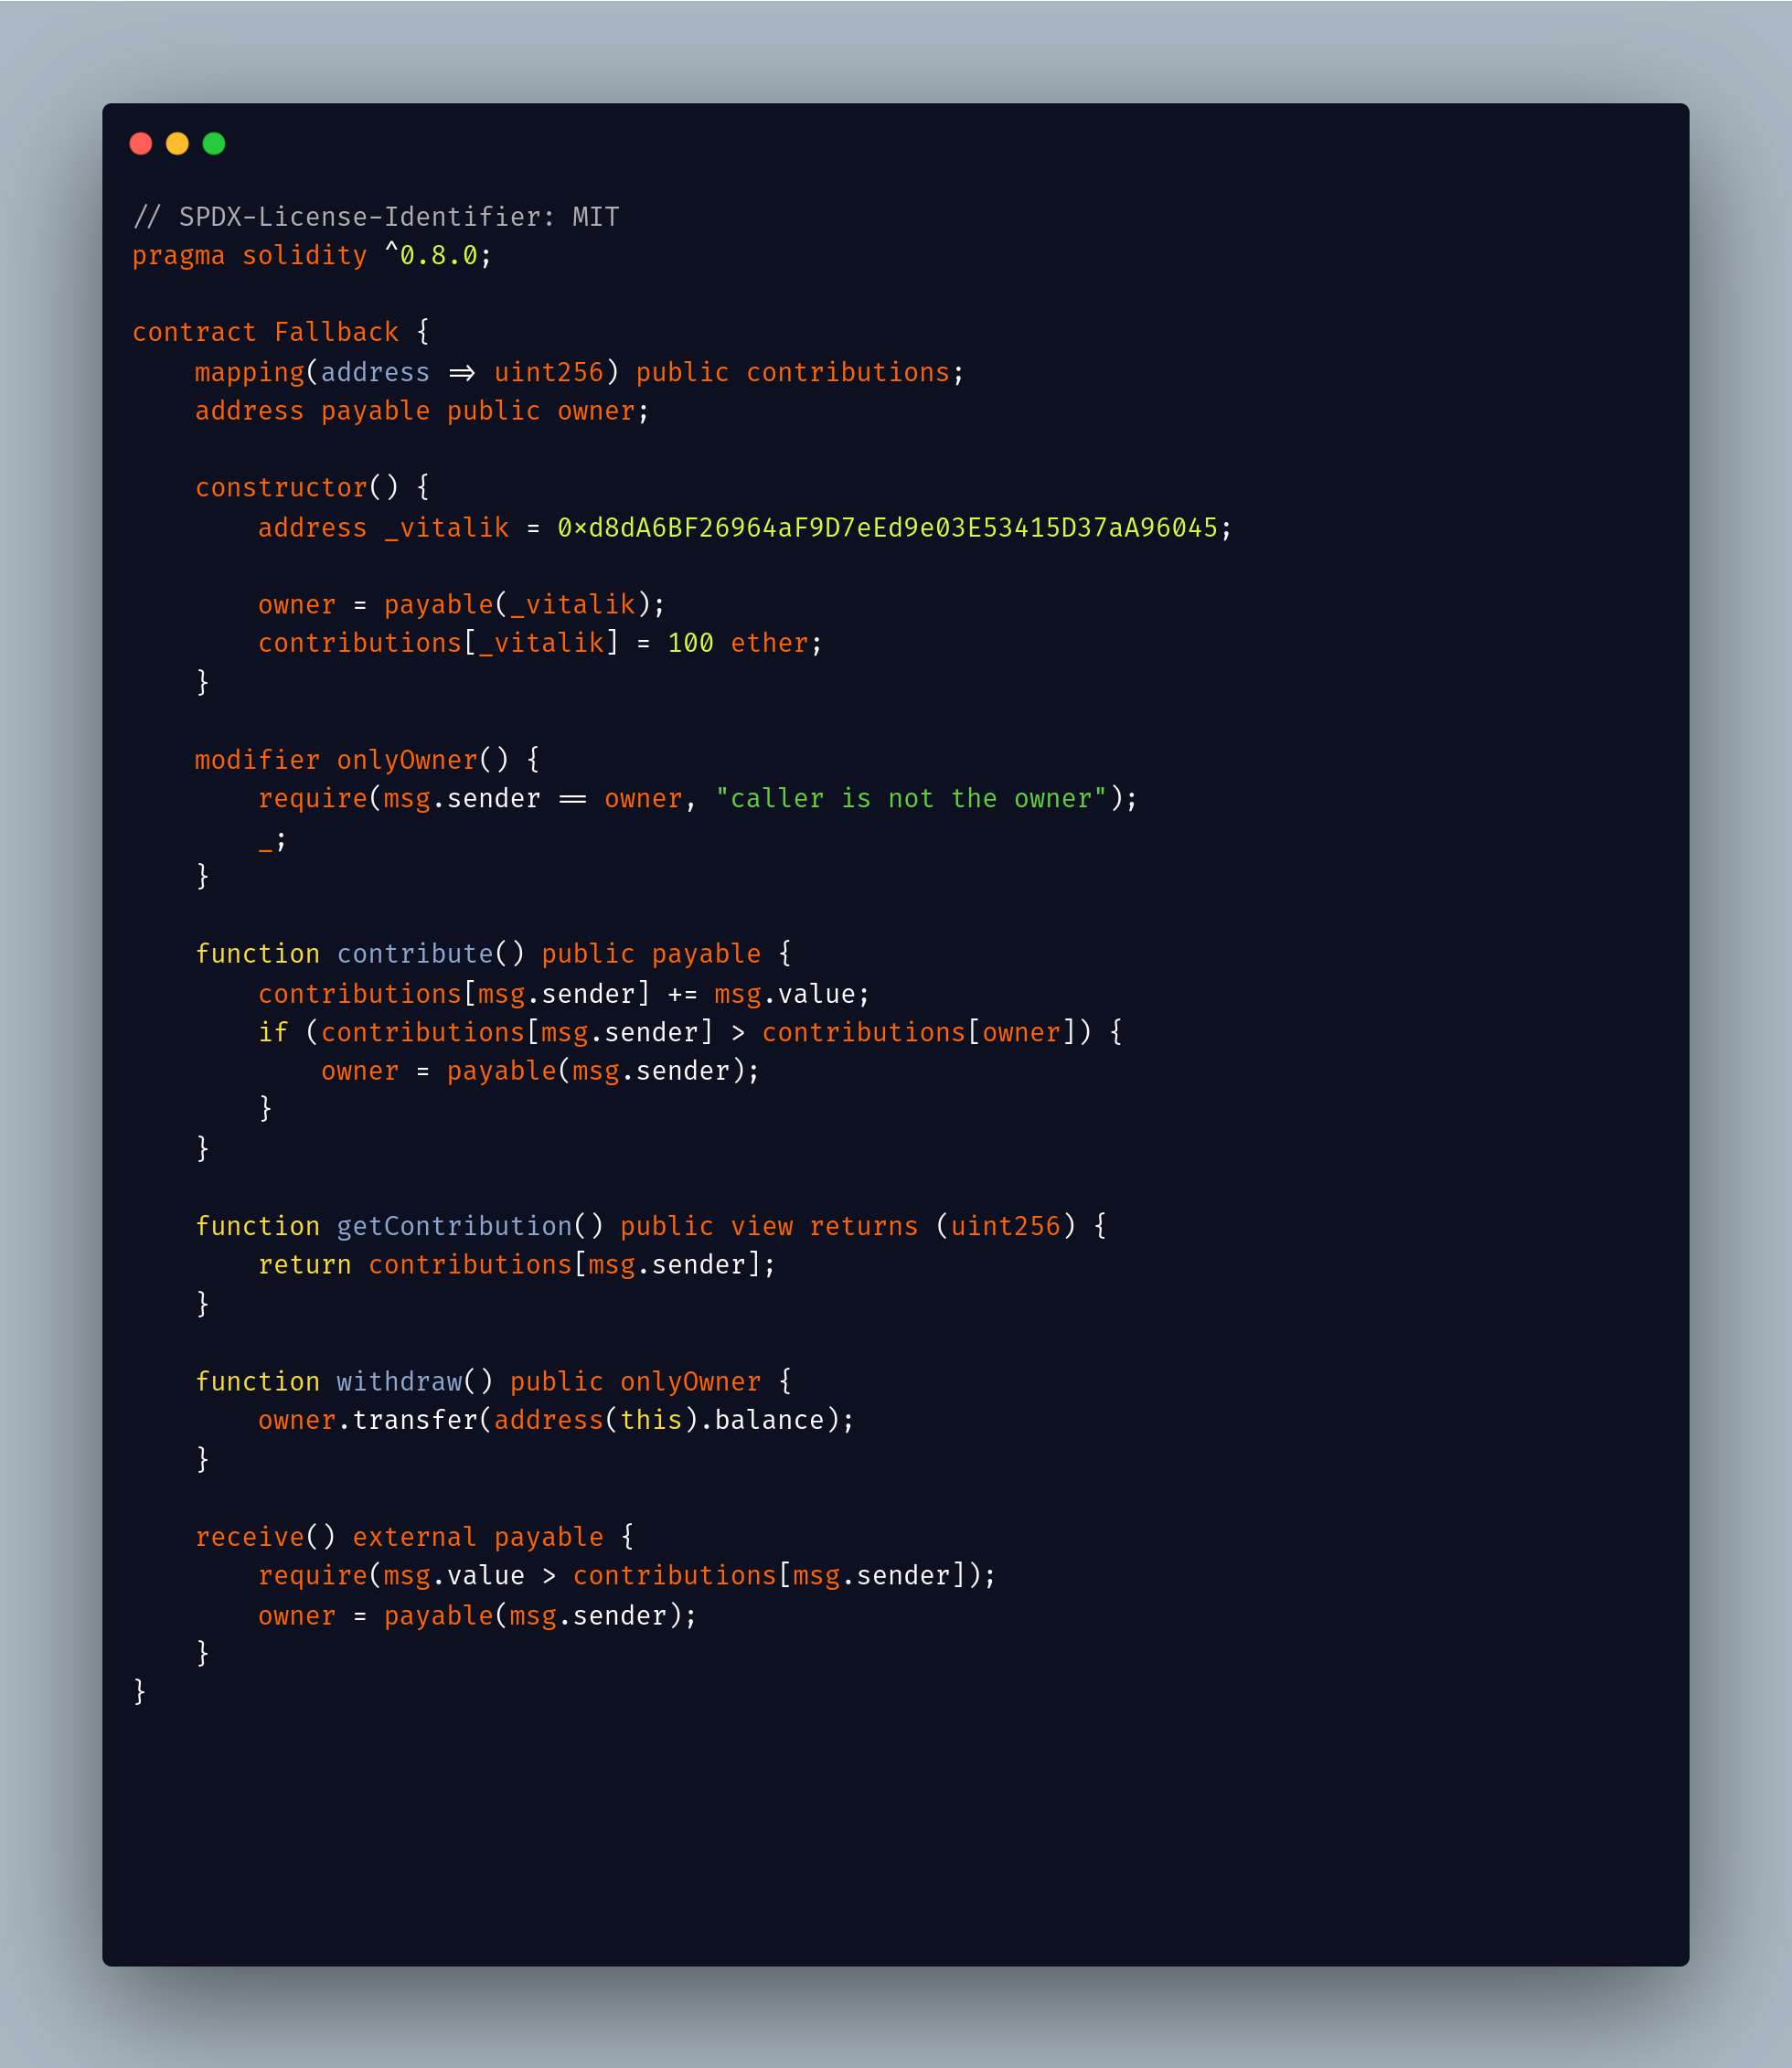 // SPDX-License-Identifier: MIT
pragma solidity ^0.8.0;

contract Fallback {
    mapping(address => uint256) public contributions;
    address payable public owner;

    constructor() {
        address _vitalik = 0xd8dA6BF26964aF9D7eEd9e03E53415D37aA96045;

        owner = payable(_vitalik);
        contributions[_vitalik] = 100 ether;
    }

    modifier onlyOwner() {
        require(msg.sender == owner, "caller is not the owner");
        _;
    }

    function contribute() public payable {
        contributions[msg.sender] += msg.value;
        if (contributions[msg.sender] > contributions[owner]) {
            owner = payable(msg.sender);
        }
    }

    function getContribution() public view returns (uint256) {
        return contributions[msg.sender];
    }

    function withdraw() public onlyOwner {
        owner.transfer(address(this).balance);
    }

    receive() external payable {
        require(msg.value > contributions[msg.sender]);
        owner = payable(msg.sender);
    }
}